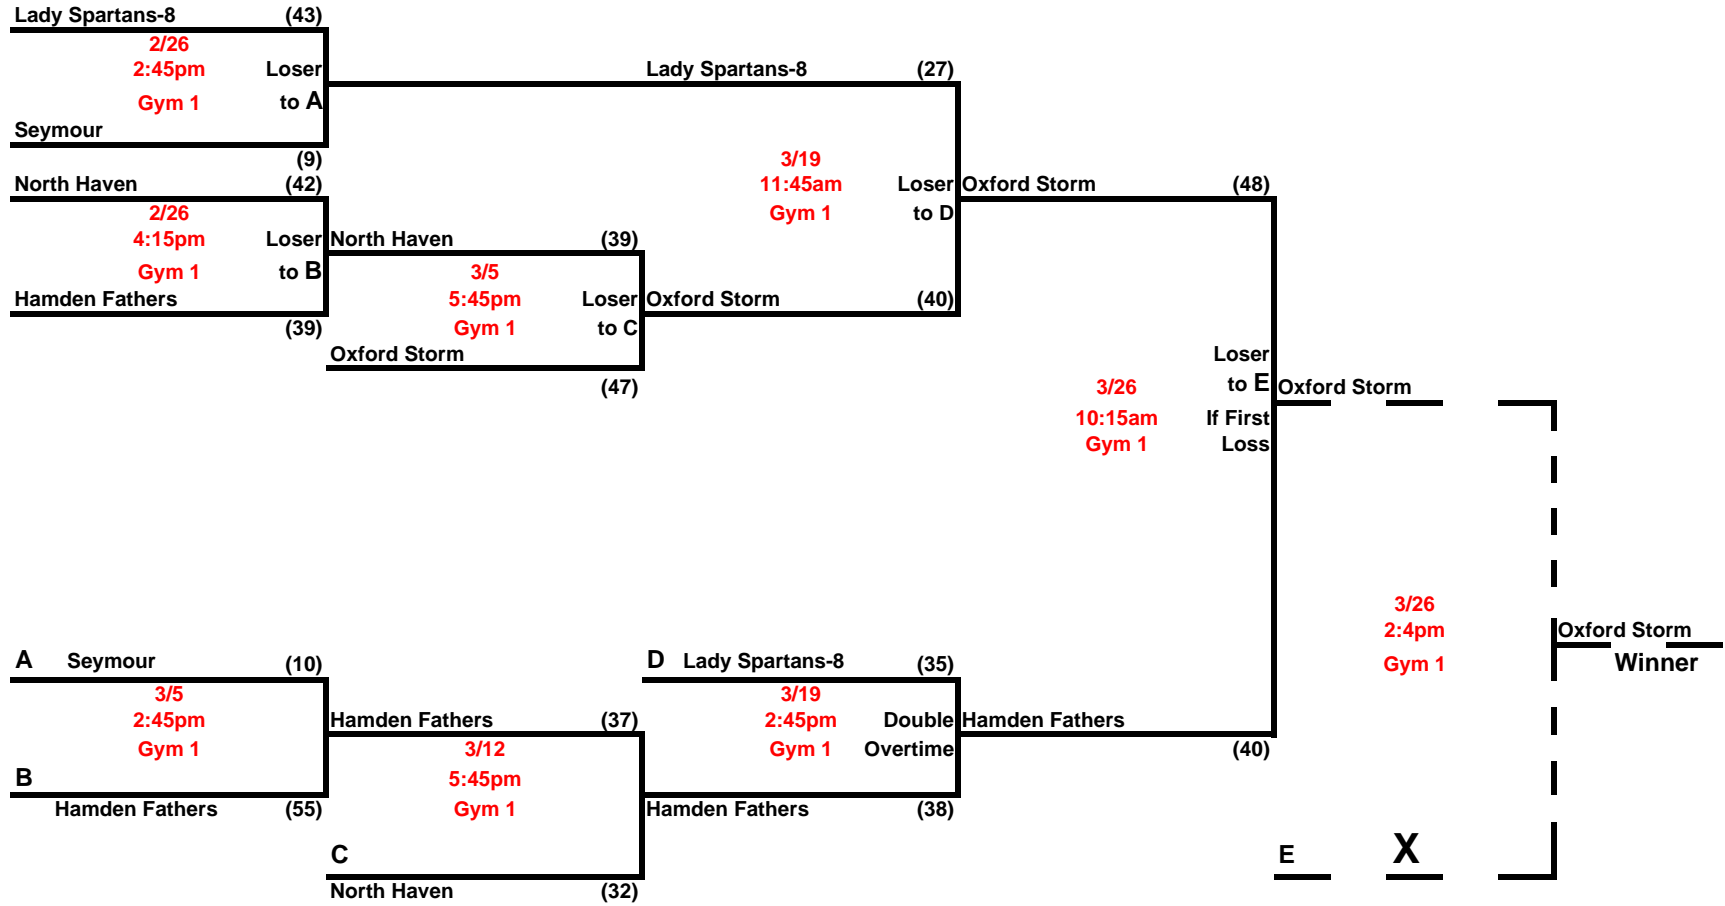 Lady Spartans-8 (43)
2/26
2:45pm Loser
Gym 1 to A
Seymour
(9)
Lady Spartans-8 (27)
North Haven (42)
2/26
4:15pm Loser
Gym 1 to B
Hamden Fathers
(39)
North Haven (39)
3/5
5:45pm Loser
Gym 1 to C
Oxford Storm
(47)
3/19
11:45am Loser
Gym 1 to D
Oxford Storm (40)
Oxford Storm (48)
Loser
3/26 to E
10:15am If First
Gym 1 Loss
Oxford Storm
A Seymour (10)
3/5
2:45pm
Gym 1
B
Hamden Fathers (55)
Hamden Fathers (37)
3/12
5:45pm
Gym 1
C
North Haven (32)
D Lady Spartans-8 (35)
3/19
2:45pm Double
Gym 1 Overtime
Hamden Fathers (38)
Hamden Fathers
(40)
3/26
2:4pm
Gym 1
E X
Oxford Storm
Winner